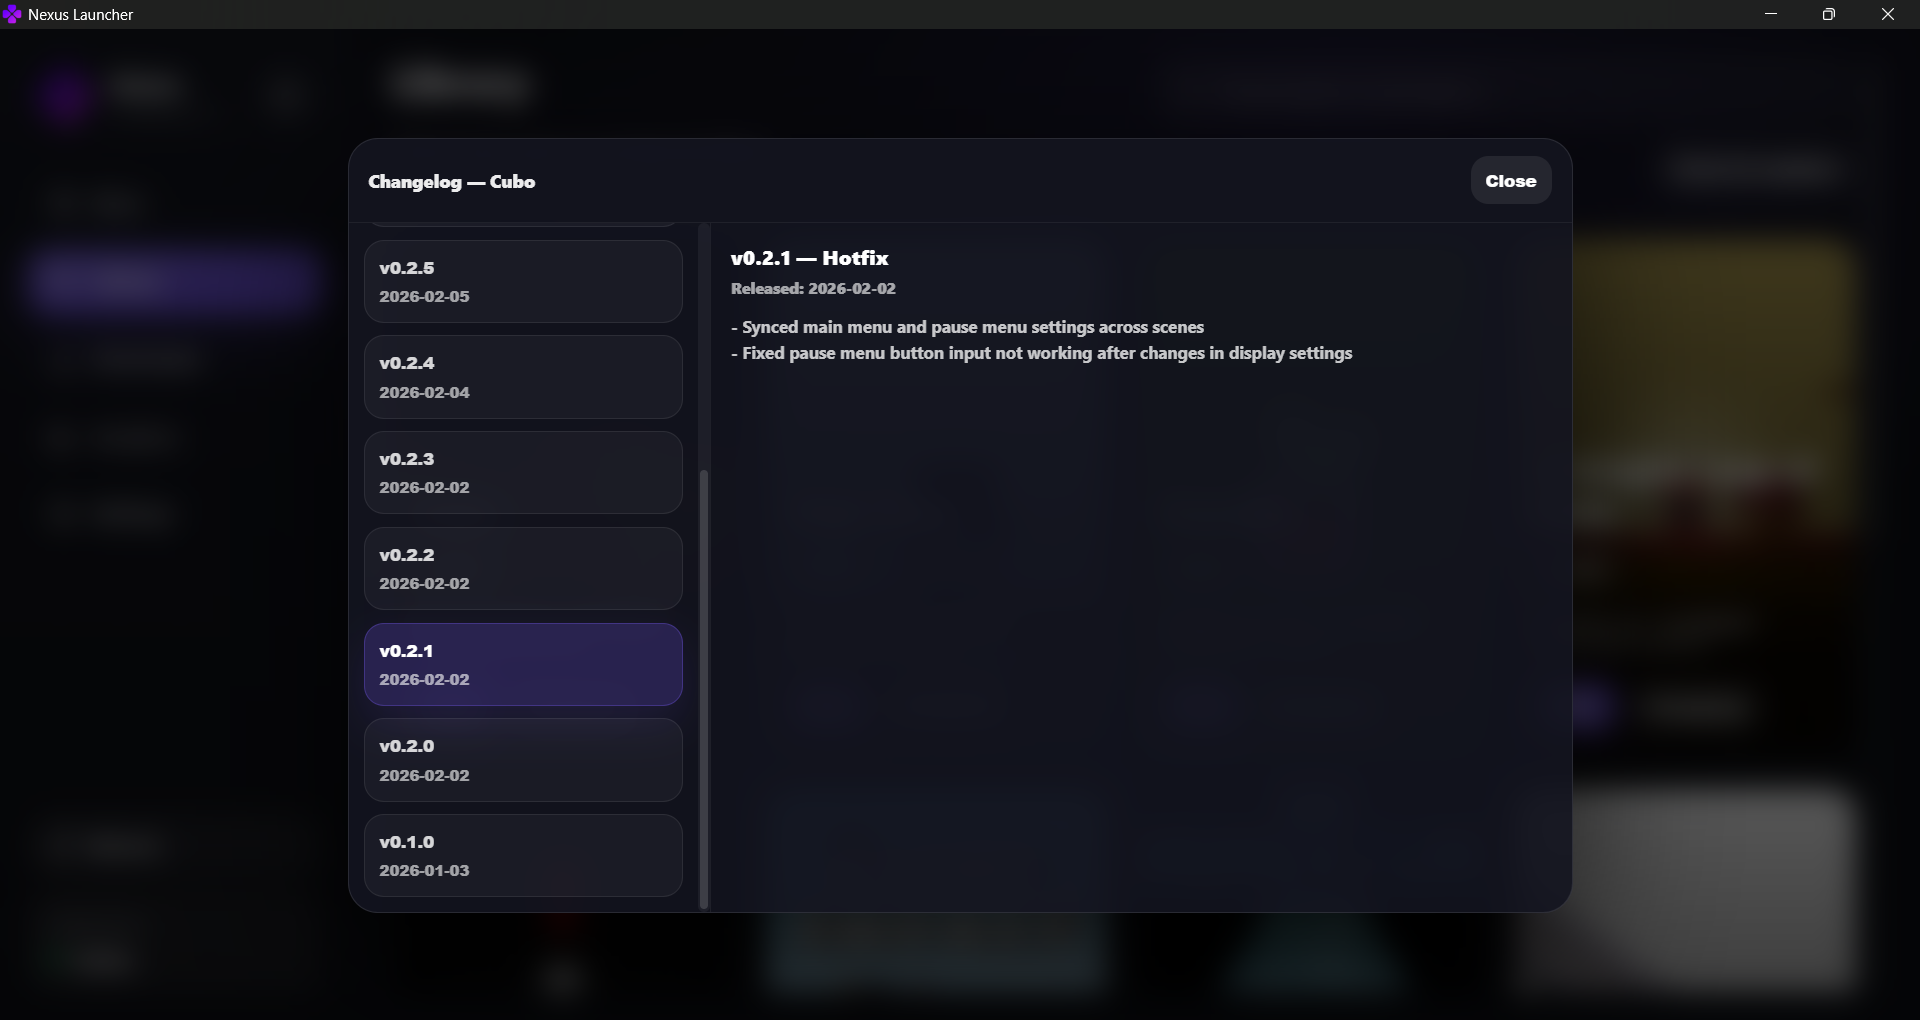 Nexus Launcher
Changelog — Cubo
Close
v0.2.5
2026-02-05
v0.2.4
2026-02-04
v0.2.3
2026-02-02
v0.2.2
2026-02-02
v0.2.1
2026-02-02
v0.2.0
2026-02-02
v0.1.0
2026-01-03
v0.2.1 — Hotfix
Released: 2026-02-02
- Synced main menu and pause menu settings across scenes
- Fixed pause menu button input not working after changes in display settings